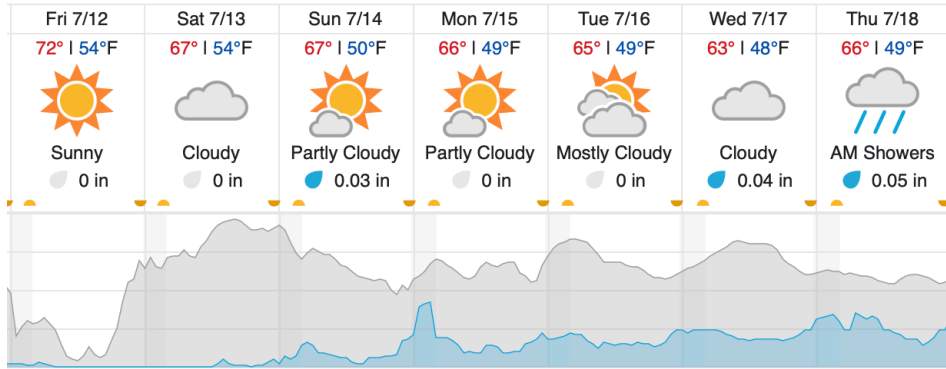 Fri 7/12 Sat 7/13 Sun 7/14 Mon 7/15 Tue 7/16 Wed 7/17 Thu 7/18
72° | 54°F 67° | 54°F 67° | 50°F 66° | 49°F 65° | 49°F 63° | 48°F 66° | 49°F
Sunny Cloudy Partly Cloudy Partly Cloudy Mostly Cloudy Cloudy AM Showers
0 in 0 in 0.03 in 0 in 0 in 0.04 in 0.05 in